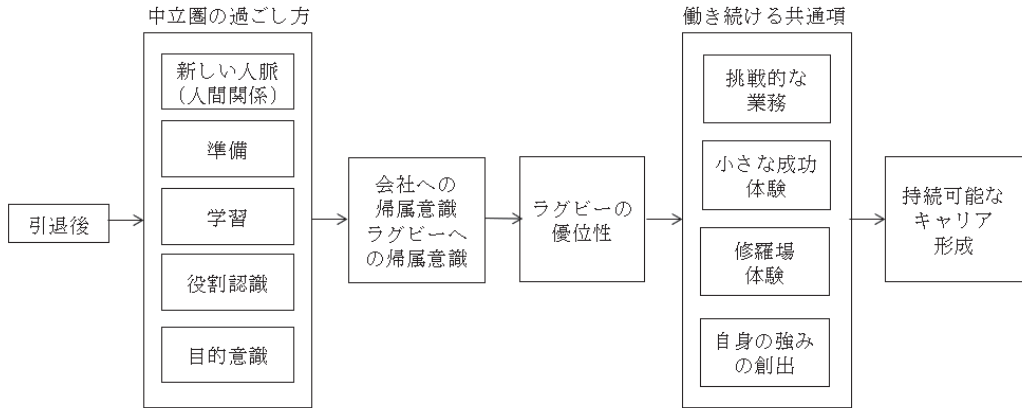 中立圏の過ごし方
新しい人脈
（人間関係）
準備
学習
役割認識
目的意識
引退後
会社への
帰属意識
ラグビーへ
の帰属意識
ラグビーの
優位性
働き続ける共通項
挑戦的な
業務
小さな成功
体験
修羅場
体験
自身の強み
の創出
持続可能な
キャリア
形成